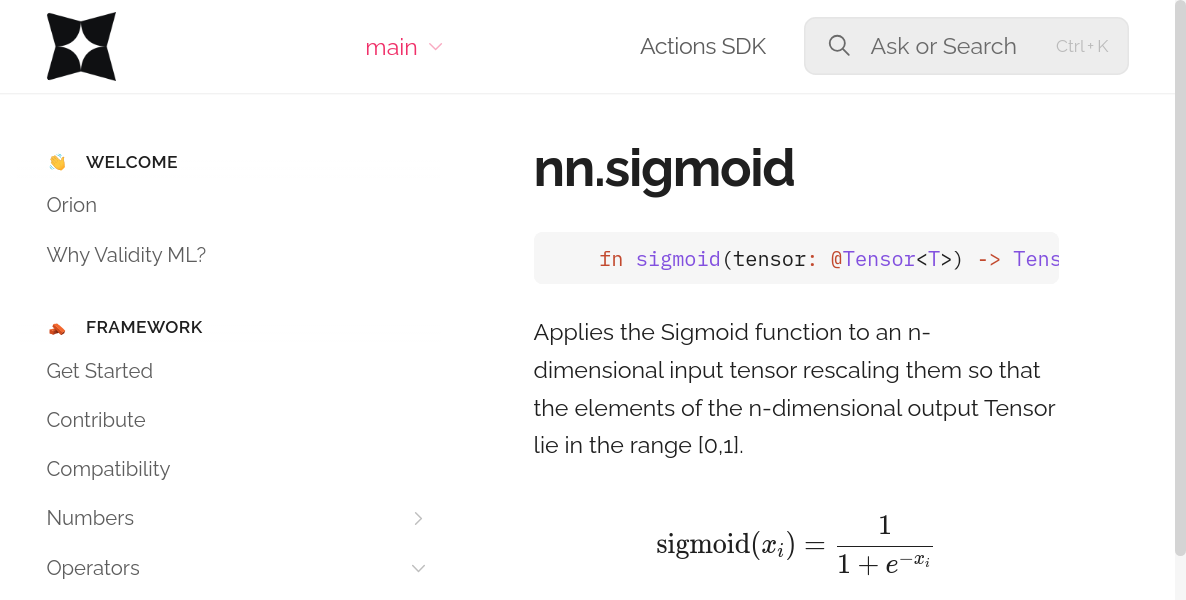 main
Actions SDK
Ask or Search
Ctrl + K
👋 WELCOME
Orion
Why Validity ML?
🧱 FRAMEWORK
Get Started
Contribute
Compatibility
Numbers
Operators
nn.sigmoid
fn sigmoid(tensor: @Tensor<T>) -> Tens
Applies the Sigmoid function to an n-
dimensional input tensor rescaling them so that
the elements of the n-dimensional output Tensor
lie in the range [0,1].
sigmoid(x_i) = \frac{1}{1 + e^{-x_i}}